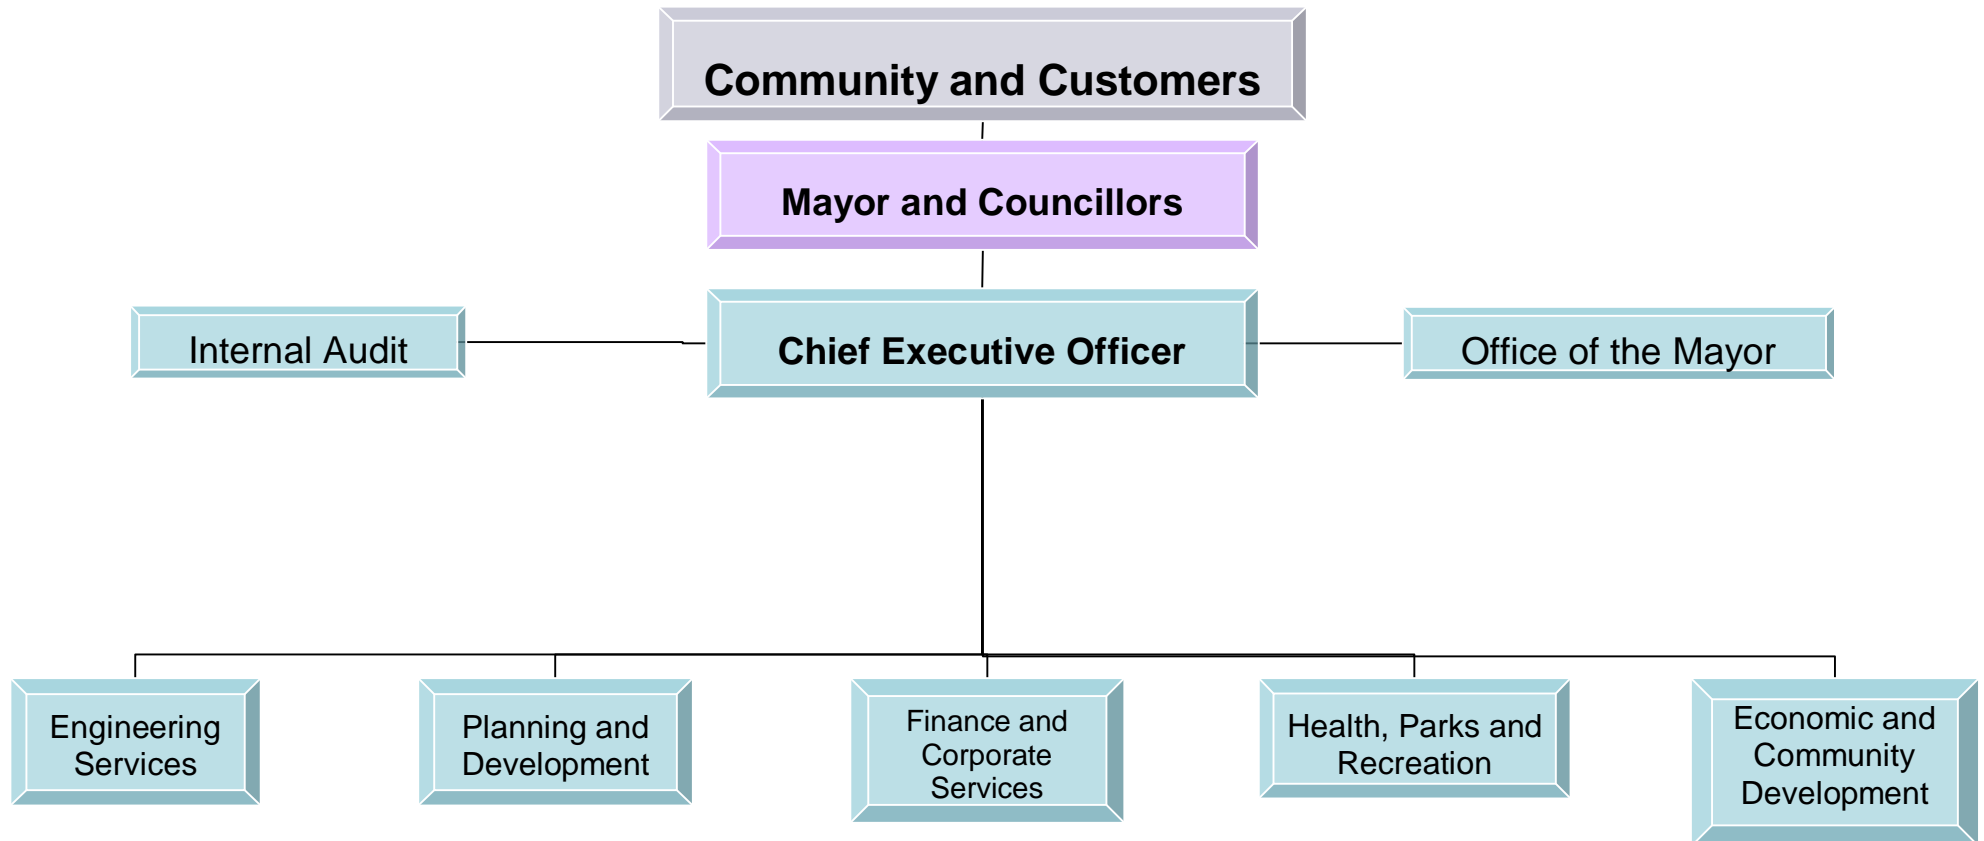 Community and Customers
Mayor and Councillors
Internal Audit
Chief Executive Officer
Office of the Mayor
Engineering
Services
Planning and
Development
Finance and
Corporate
Services
Health, Parks and
Recreation
Economic and
Community
Development